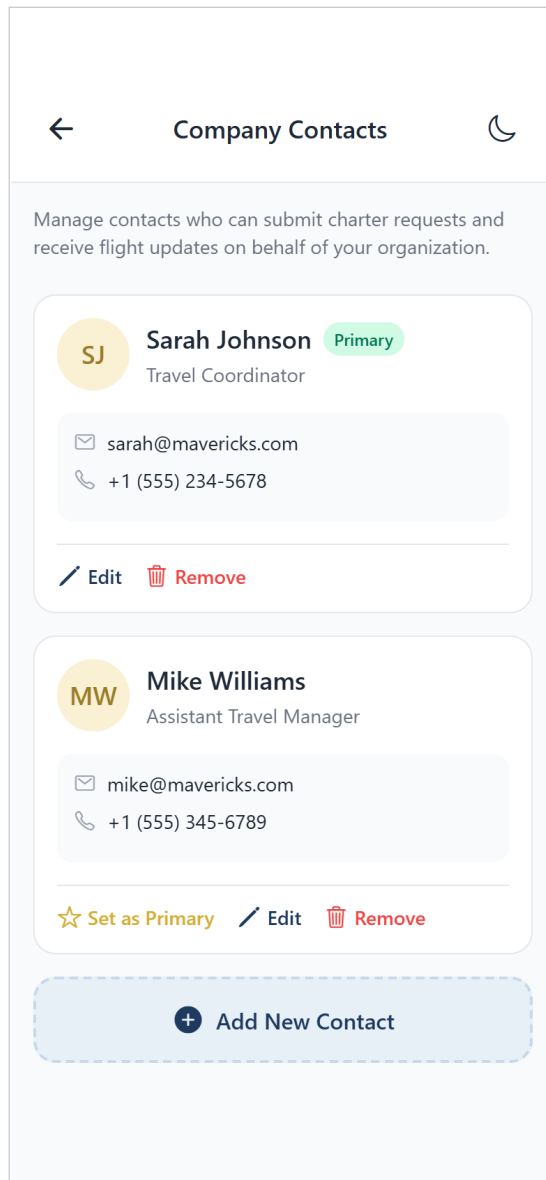 Company Contacts
Manage contacts who can submit charter requests and
receive flight updates on behalf of your organization.
SJ
Sarah Johnson
Primary
Travel Coordinator
sarah@mavericks.com
+1 (555) 234-5678
Edit
Remove
MW
Mike Williams
Assistant Travel Manager
mike@mavericks.com
+1 (555) 345-6789
Set as Primary
Edit
Remove
Add New Contact